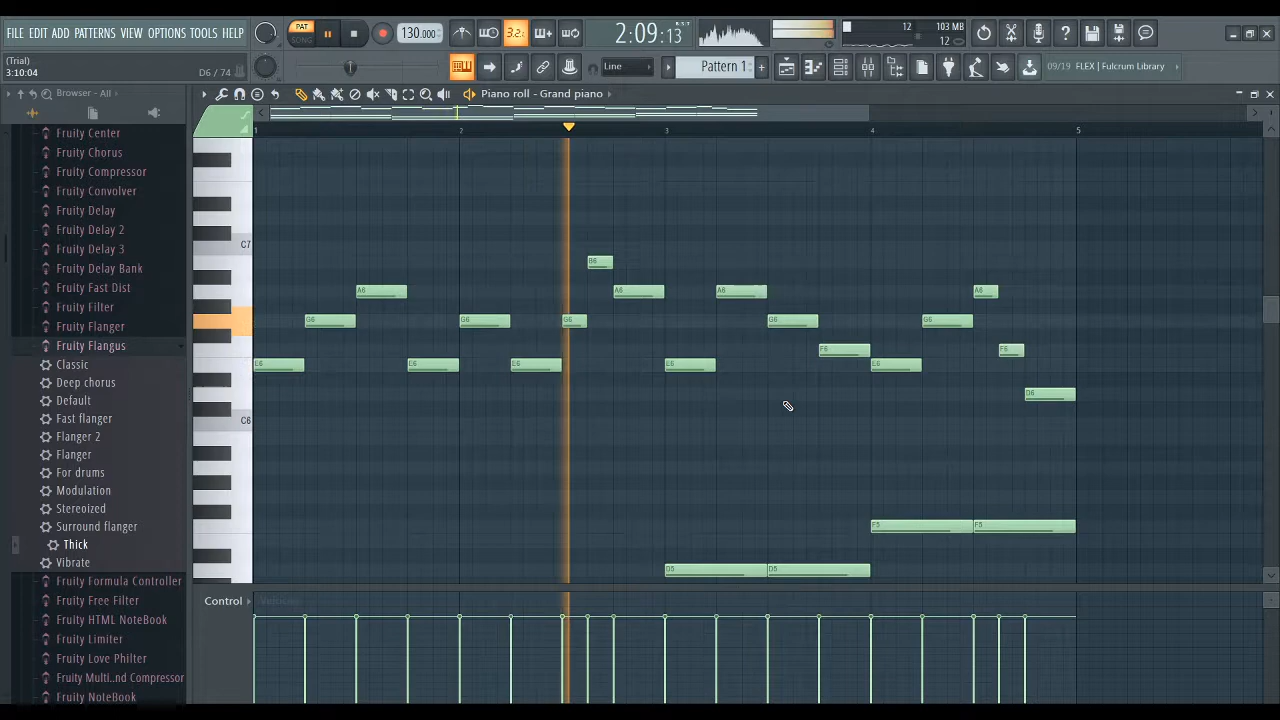 FILE EDIT ADD PATTERNS VIEW OPTIONS TOOLS HELP
(Trial)
3:10:04 D6 / 74
PAT
SONG
130.000
3.2.
2:09:13
B:S:T
12 103 MB
12
Line
Pattern 1
09/19 FLEX | Fulcrum Library
Browser - All
Piano roll - Grand piano
1 2 3 4 5
Fruity Center
Fruity Chorus
Fruity Compressor
Fruity Convolver
Fruity Delay
Fruity Delay 2
Fruity Delay 3
Fruity Delay Bank
Fruity Fast Dist
Fruity Filter
Fruity Flanger
Fruity Flangus
Classic
Deep chorus
Default
Fast flanger
Flanger 2
Flanger
For drums
Modulation
Stereoized
Surround flanger
Thick
Vibrate
Fruity Formula Controller
Fruity Free Filter
Fruity HTML NoteBook
Fruity Limiter
Fruity Love Philter
Fruity Multi..nd Compressor
Fruity NoteBook
C7
B6
A6 A6 A6 A6
G6 G6 G6 G6 G6
F6 F6
E6 E6 E6 E6 E6
D6
C6
F5 F5
D5 D5
Control
Velocity